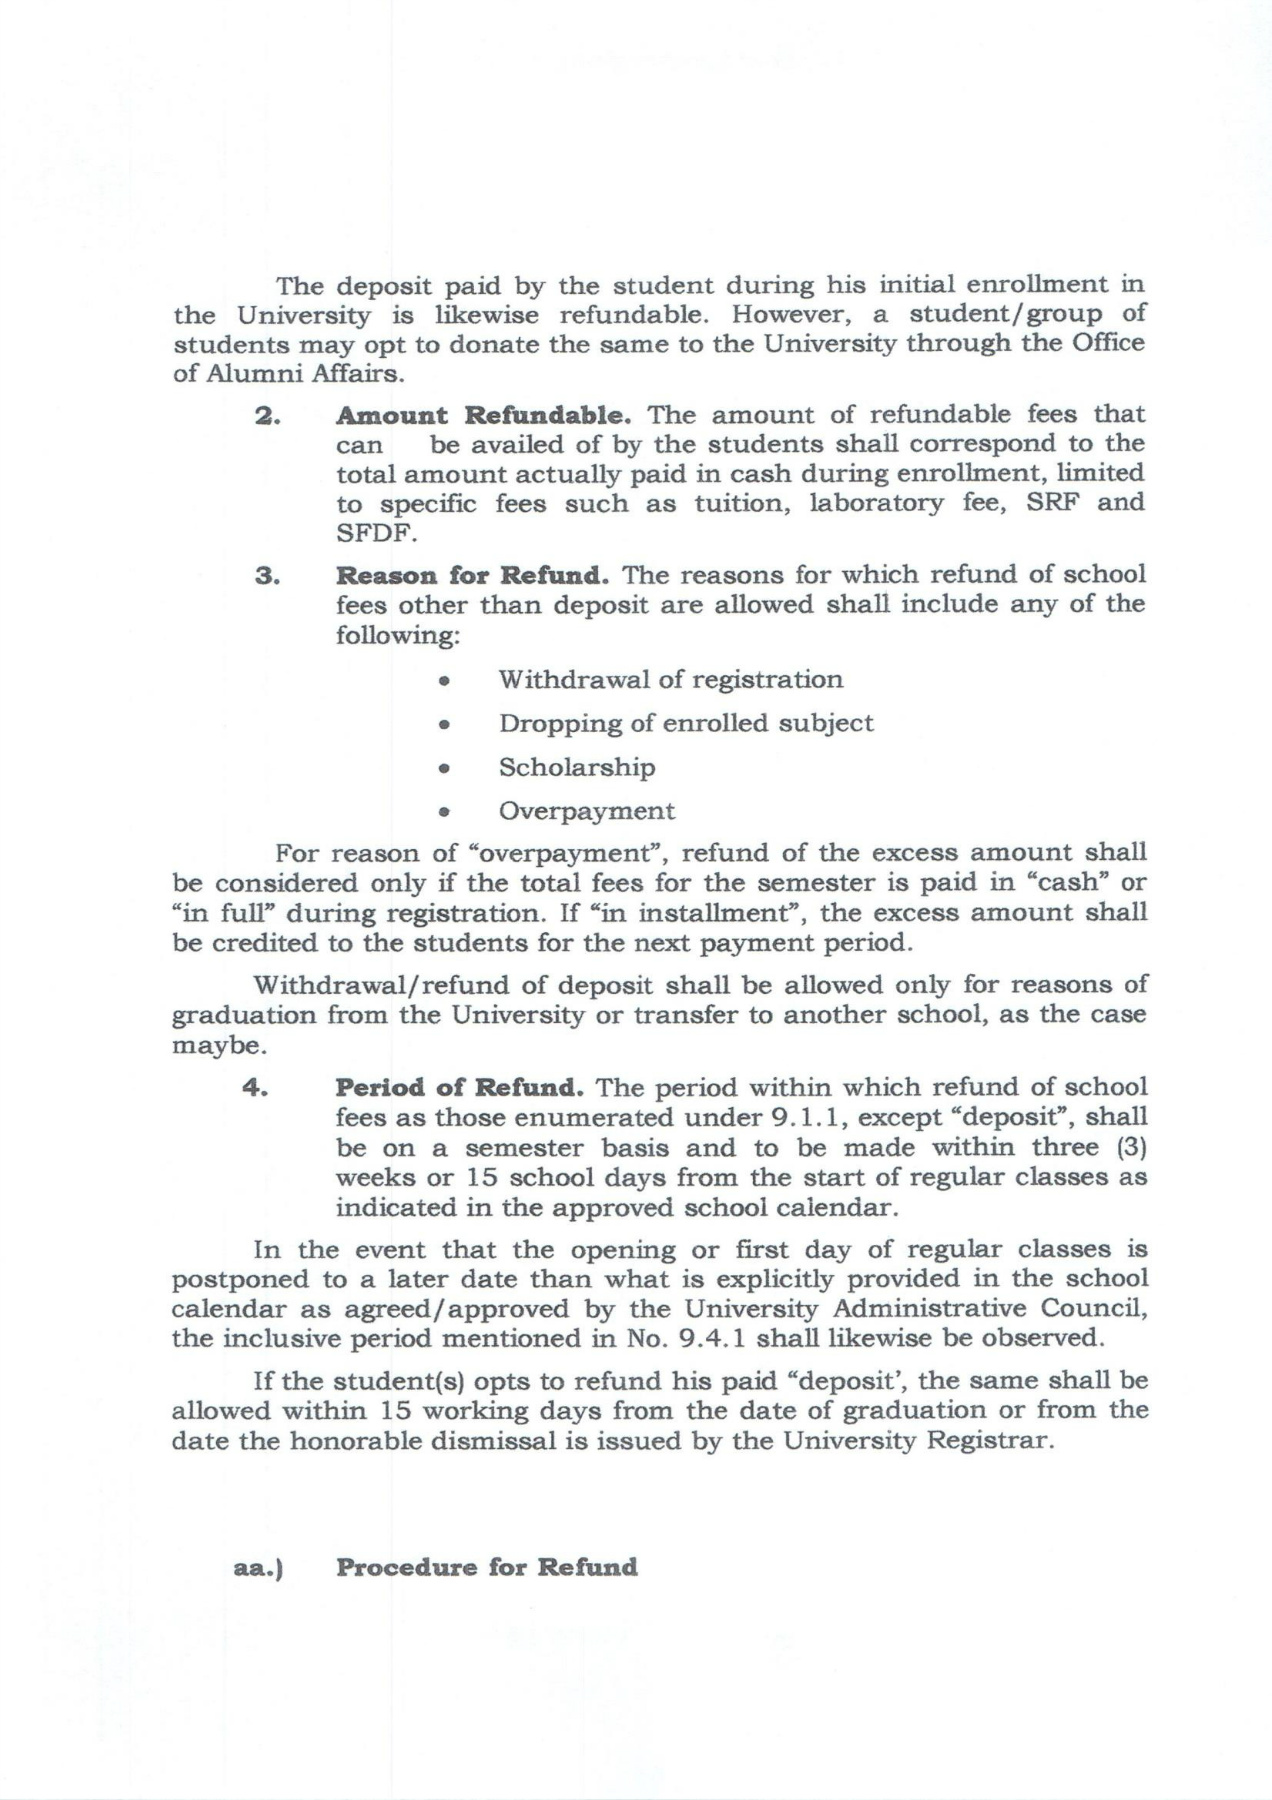 The deposit paid by the student during his initial enrollment in
the University is likewise refundable. However, a student/group of
students may opt to donate the same to the University through the Office
of Alumni Affairs.
2. Amount Refundable. The amount of refundable fees that
can be availed of by the students shall correspond to the
total amount actually paid in cash during enrollment, limited
to specific fees such as tuition, laboratory fee, SRF and
SFDF.
3. Reason for Refund. The reasons for which refund of school
fees other than deposit are allowed shall include any of the
following:
• Withdrawal of registration
• Dropping of enrolled subject
• Scholarship
• Overpayment
For reason of “overpayment”, refund of the excess amount shall
be considered only if the total fees for the semester is paid in “cash” or
“in full” during registration. If “in installment”, the excess amount shall
be credited to the students for the next payment period.
Withdrawal/refund of deposit shall be allowed only for reasons of
graduation from the University or transfer to another school, as the case
maybe.
4. Period of Refund. The period within which refund of school
fees as those enumerated under 9.1.1, except “deposit”, shall
be on a semester basis and to be made within three (3)
weeks or 15 school days from the start of regular classes as
indicated in the approved school calendar.
In the event that the opening or first day of regular classes is
postponed to a later date than what is explicitly provided in the school
calendar as agreed/approved by the University Administrative Council,
the inclusive period mentioned in No. 9.4.1 shall likewise be observed.
If the student(s) opts to refund his paid “deposit’, the same shall be
allowed within 15 working days from the date of graduation or from the
date the honorable dismissal is issued by the University Registrar.
aa.) Procedure for Refund